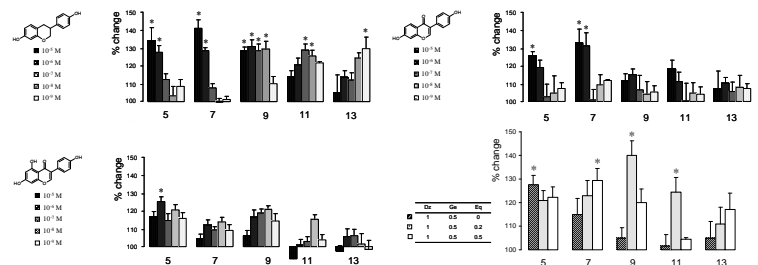 OH
HO
O
10⁻⁵ M
10⁻⁶ M
10⁻⁷ M
10⁻⁸ M
10⁻⁹ M
% change
150
140
130
120
110
100
* * * * * * * * * * *
5 7 9 11 13
OH
O
HO
O
10⁻⁵ M
10⁻⁶ M
10⁻⁷ M
10⁻⁸ M
10⁻⁹ M
% change
150
140
130
120
110
100
* * *
5 7 9 11 13
OH O
OH
HO
O
10⁻⁵ M
10⁻⁶ M
10⁻⁷ M
10⁻⁸ M
10⁻⁹ M
% change
150
140
130
120
110
100
*
5 7 9 11 13
Dz Ge Eq
1 0.5 0
1 0.5 0.2
1 0.5 0.5
% change
150
140
130
120
110
100
* * * *
5 7 9 11 13